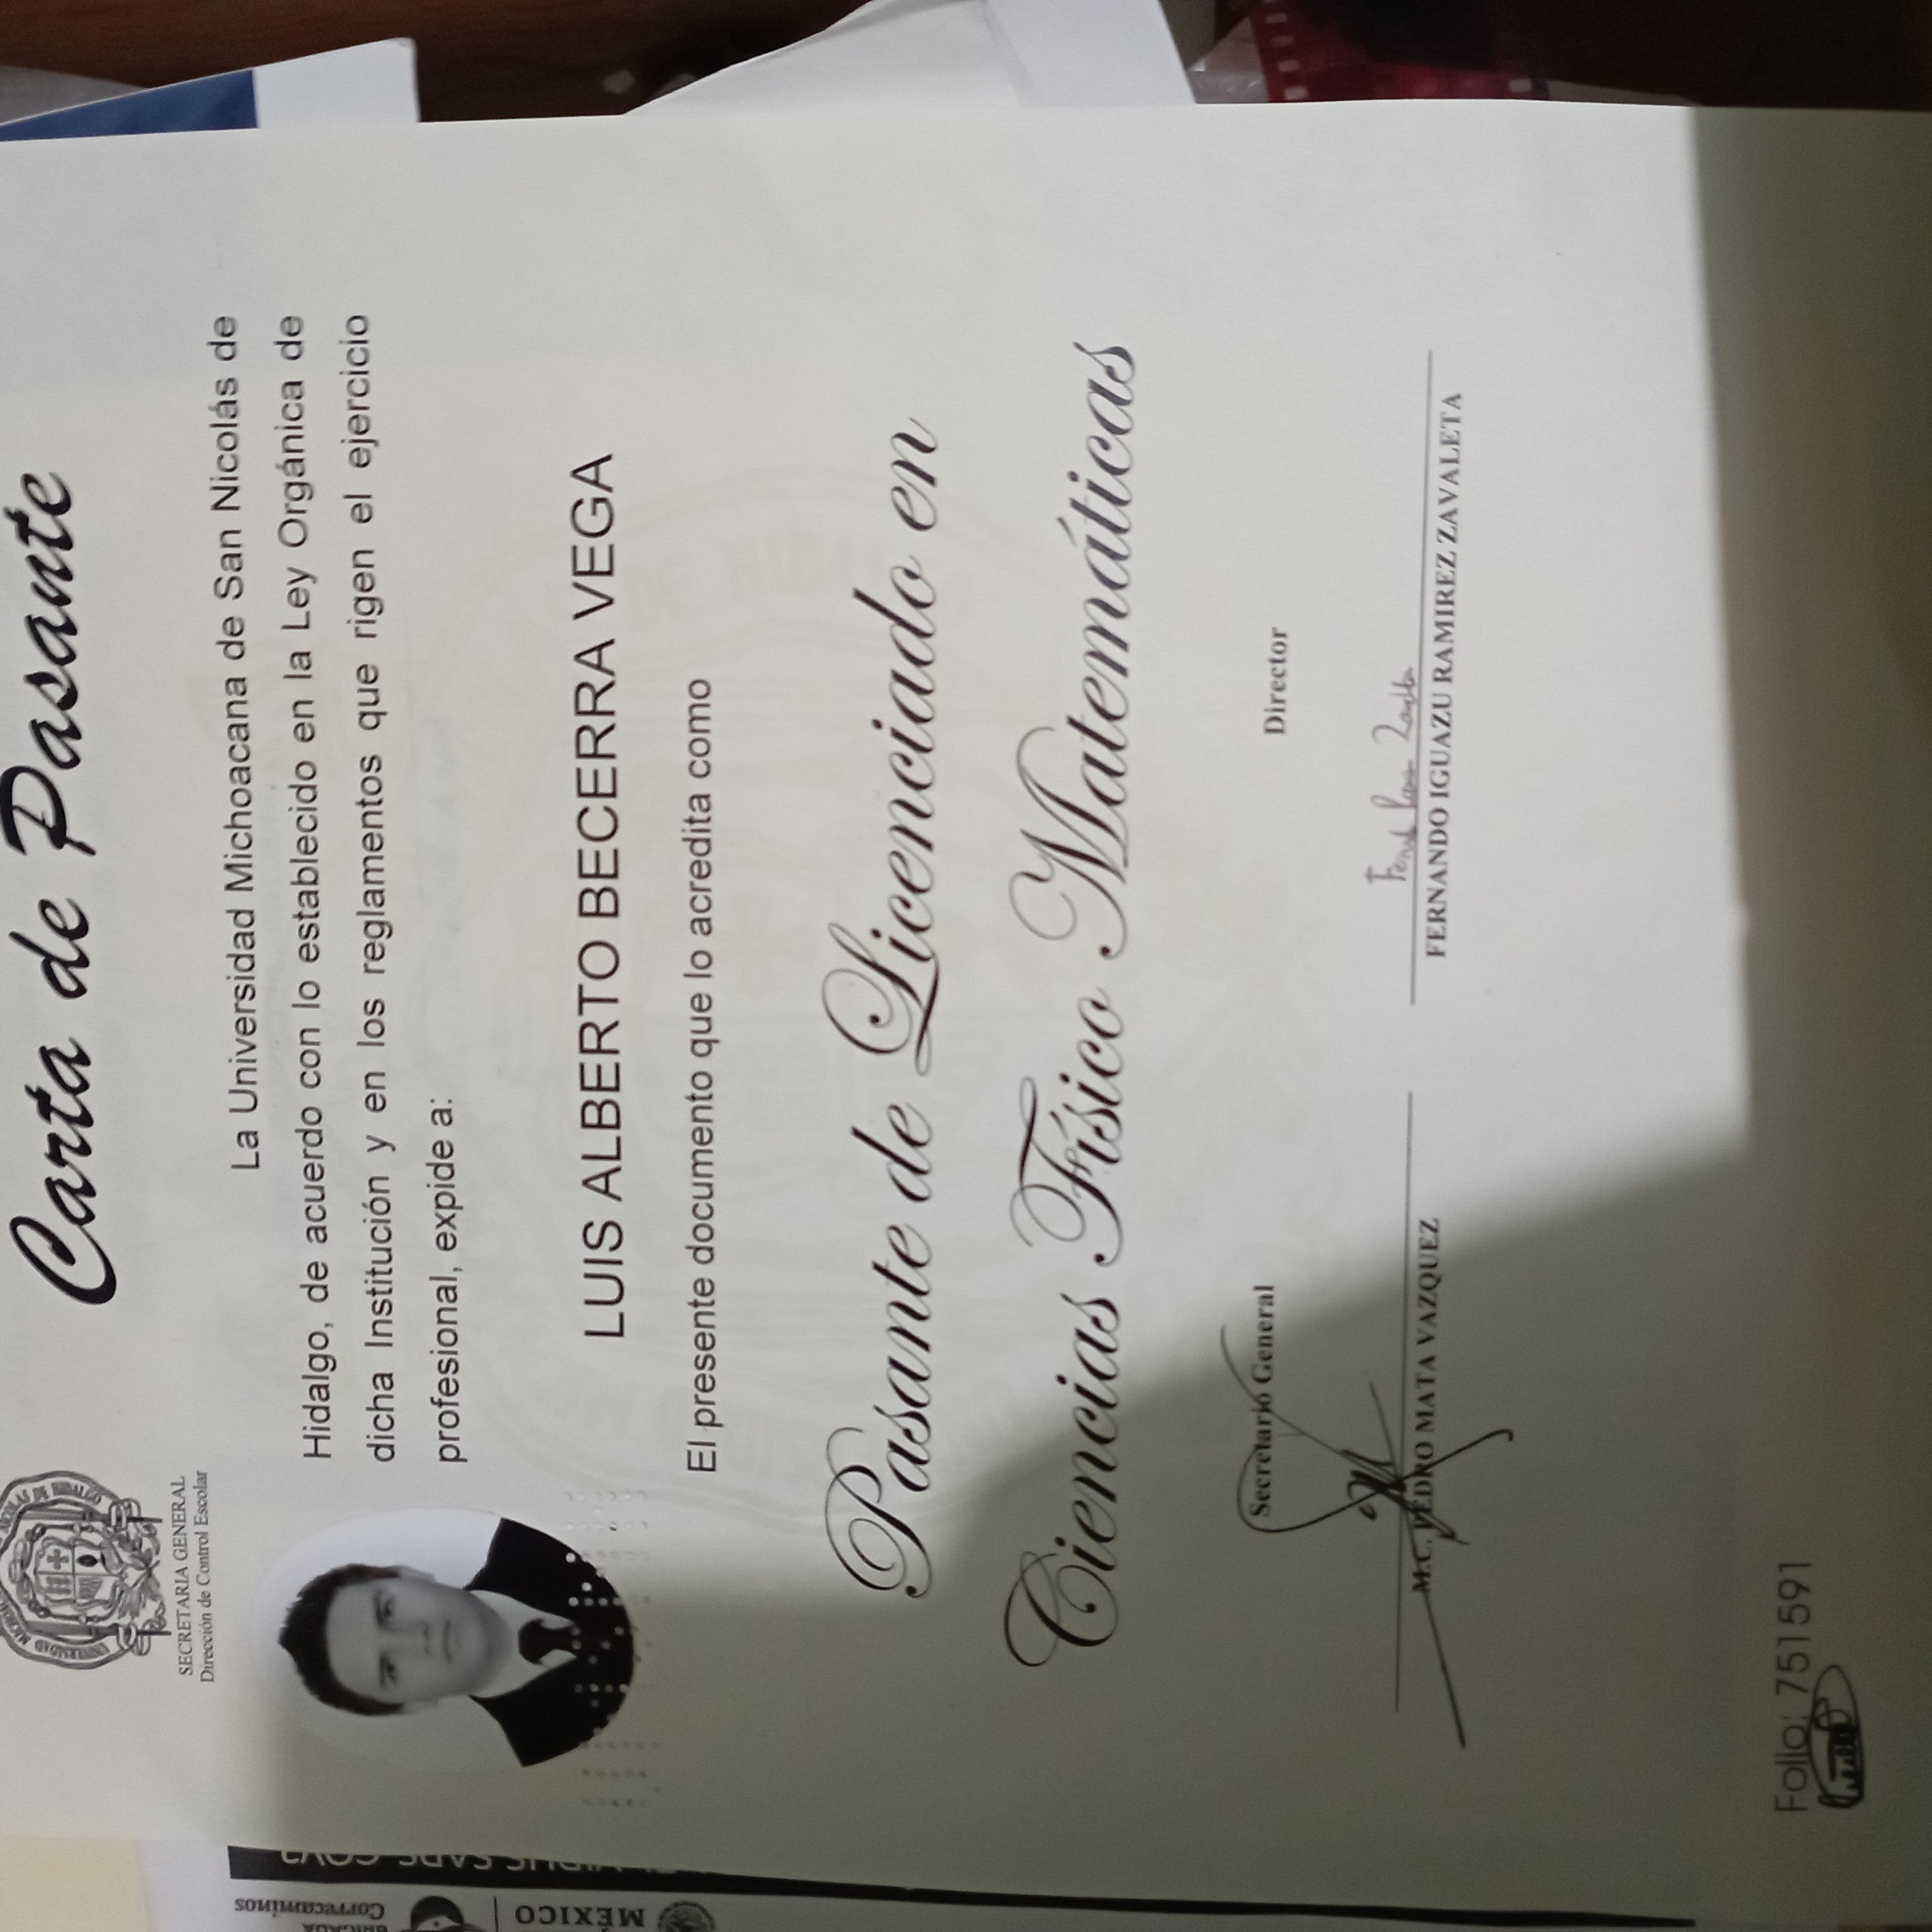 Carta de Pasante
SECRETARIA GENERAL
Dirección de Control Escolar
La Universidad Michoacana de San Nicolás de
Hidalgo, de acuerdo con lo establecido en la Ley Orgánica de
dicha Institución y en los reglamentos que rigen el ejercicio
profesional, expide a:
LUIS ALBERTO BECERRA VEGA
El presente documento que lo acredita como
Pasante de Licenciado en
Ciencias Físico Matemáticas
Secretario General
Director
M.C. PEDRO MATA VAZQUEZ
FERNANDO IGUAZU RAMIREZ ZAVALETA
Folio: 751591
MÉXICO
BRIGADA
Correcaminos